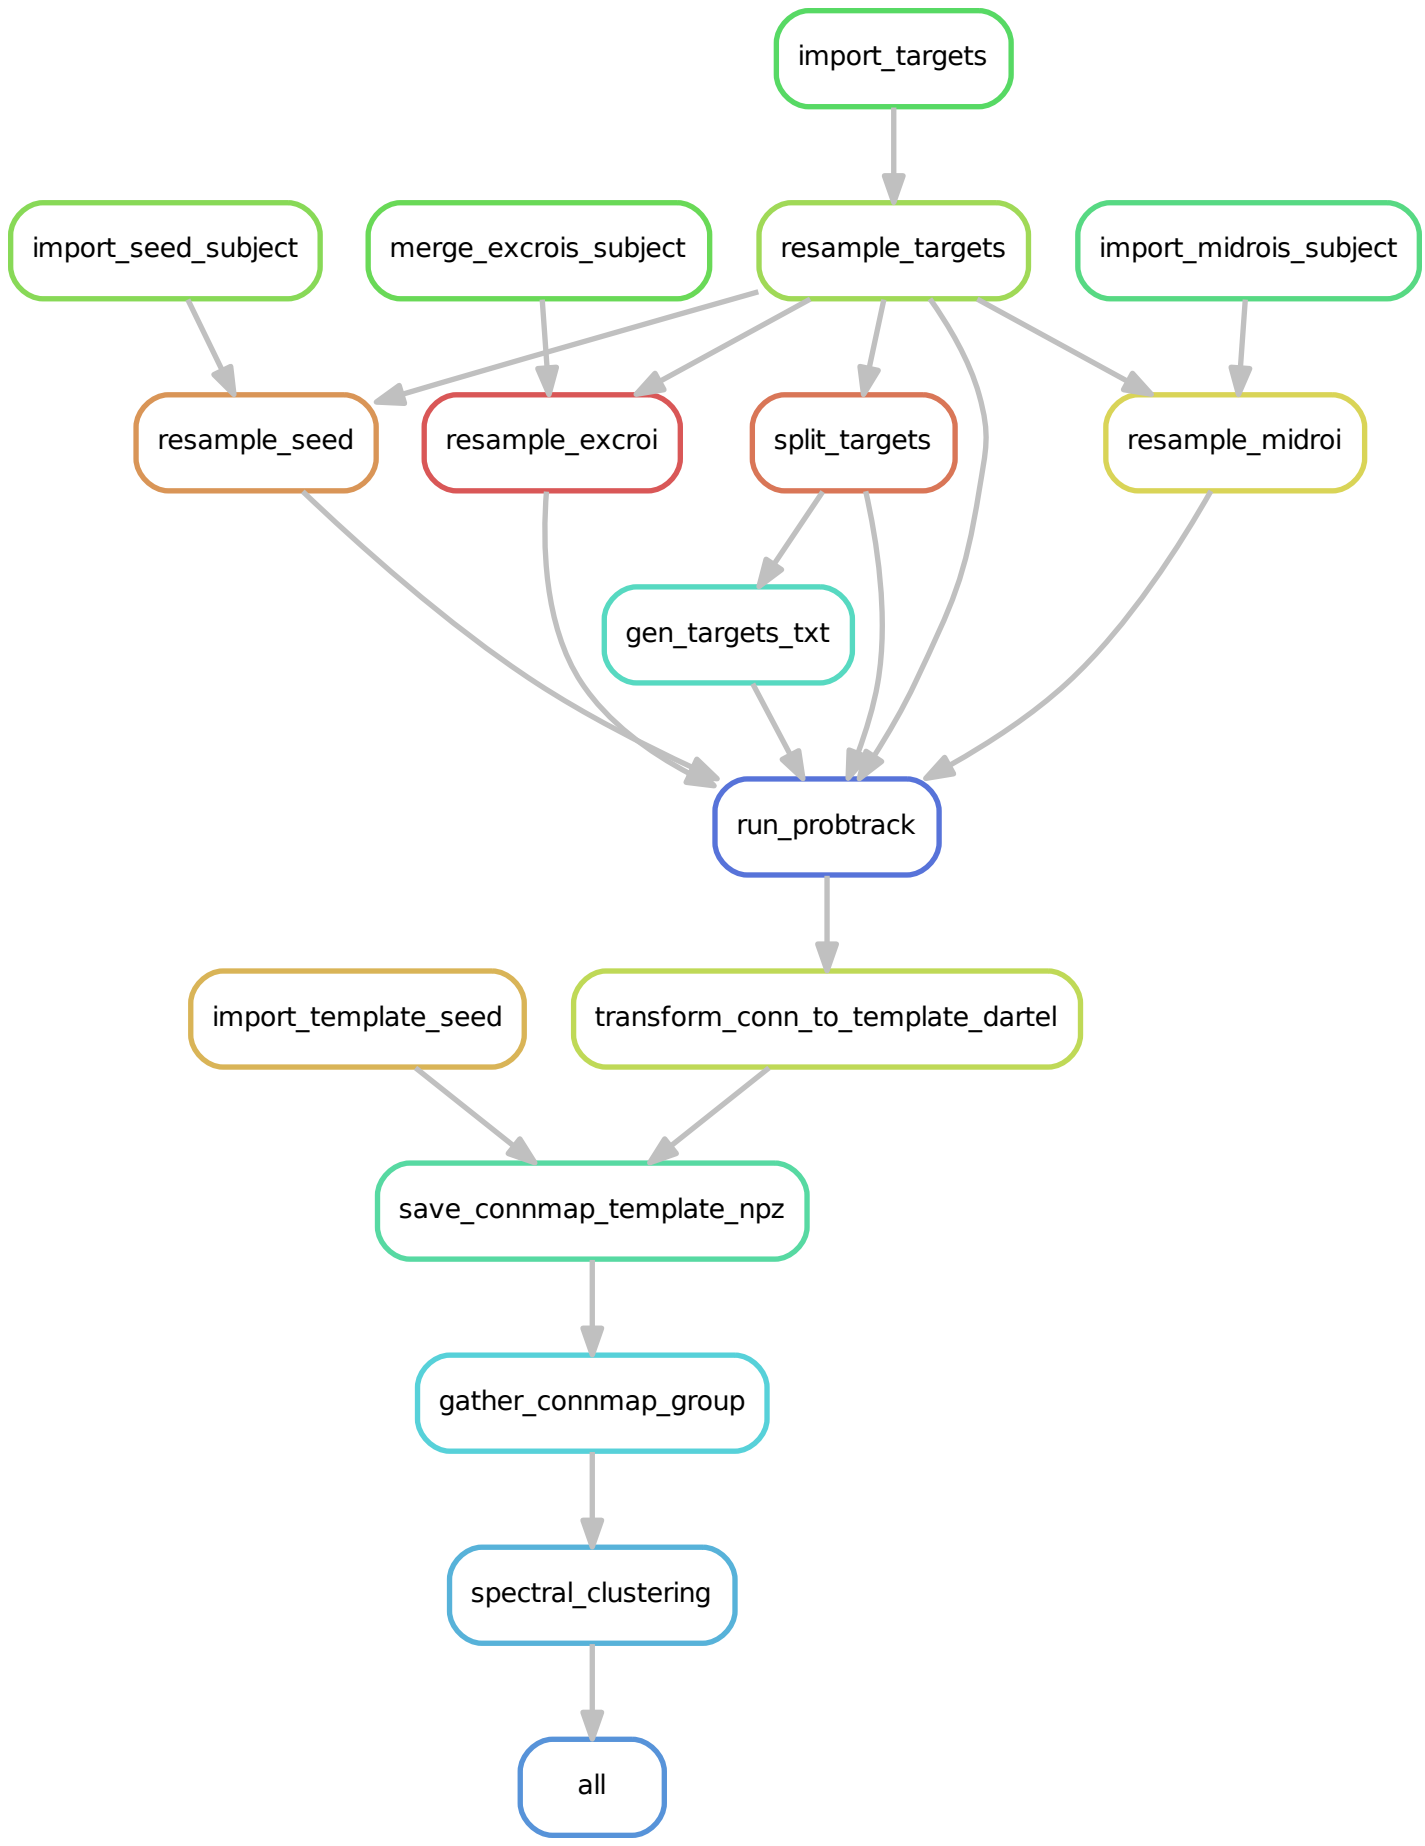 import_targets
import_seed_subject
merge_excrois_subject
resample_targets
import_midrois_subject
resample_seed
resample_excroi
split_targets
resample_midroi
gen_targets_txt
run_probtrack
import_template_seed
transform_conn_to_template_dartel
save_connmap_template_npz
gather_connmap_group
spectral_clustering
all